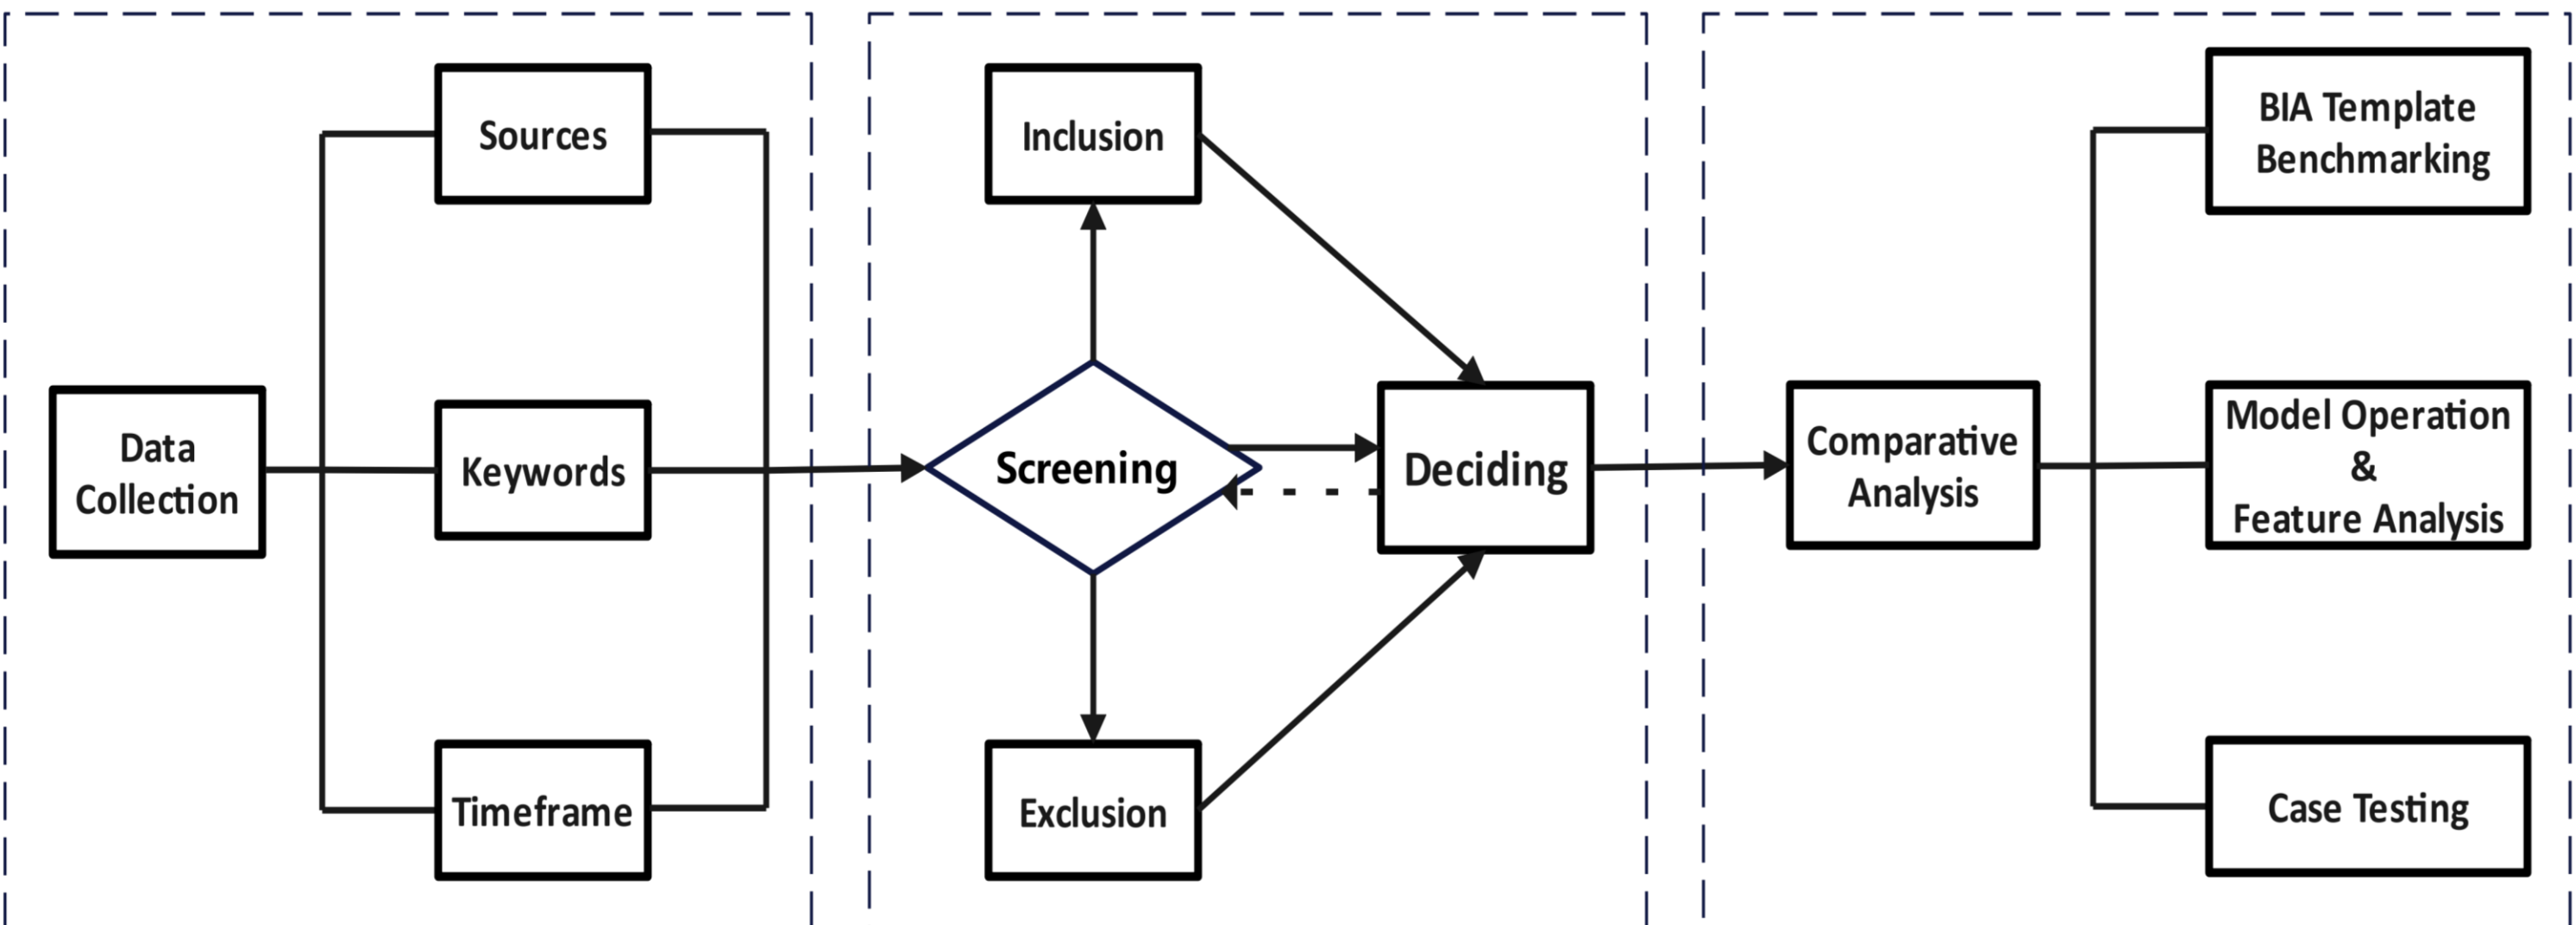 Data
Collection
Sources
Keywords
Timeframe
Inclusion
Screening
Exclusion
Deciding
Comparative
Analysis
BIA Template
Benchmarking
Model Operation
&
Feature Analysis
Case Testing